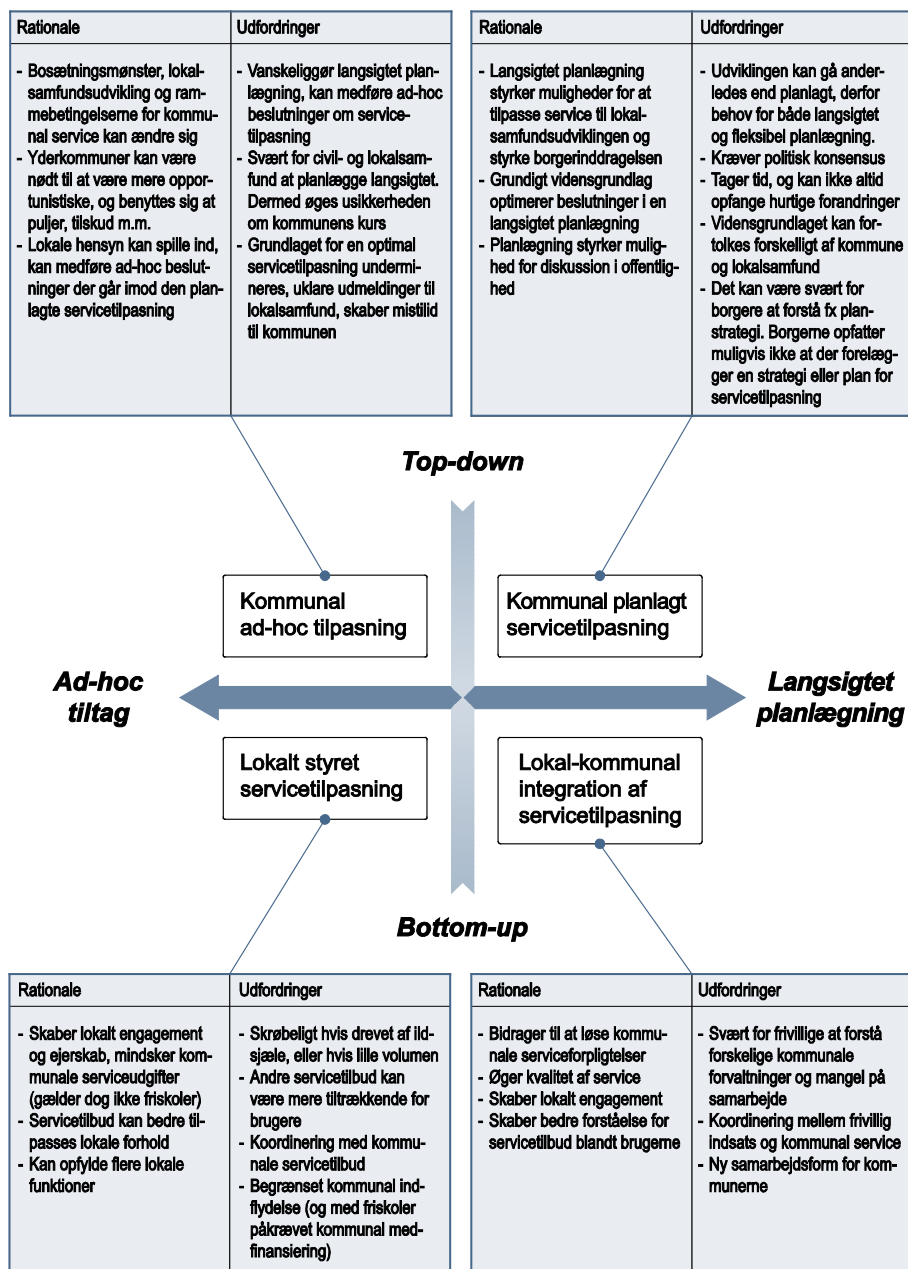 Rationale
Udfordringer
- Bosætningsmønster, lokal-
samfundsudvikling og ram-
mebetingelserne for kommu-
nal service kan ændre sig
- Yderkommuner kan være
nødt til at være mere oppor-
tunistiske, og benyttes sig at
puljer, tilskud m.m.
- Lokale hensyn kan spille ind,
kan medføre ad-hoc beslut-
ninger der går imod den plan-
lagte servicetilpasning
- Vanskeliggør langsigtet plan-
lægning, kan medføre ad-hoc
beslutninger om service-
tilpasning
- Svært for civil- og lokalsam-
fund at planlægge langsigtet.
Dermed øges usikkerheden
om kommunens kurs
- Grundlaget for en optimal
servicetilpasning undermi-
neres, uklare udmeldinger til
lokalsamfund, skaber mistilid
til kommunen
Rationale
Udfordringer
- Langsigtet planlægning
styrker muligheder for at
tilpasse service til lokal-
samfundsudviklingen og
styrke borgerinddragelsen
- Grundigt vidensgrundlag
optimerer beslutninger i en
langsigtet planlægning
- Planlægning styrker mulig-
hed for diskussion i offentlig-
hed
- Udviklingen kan gå ander-
ledes end planlagt, derfor
behov for både langsigtet
og fleksibel planlægning.
- Kræver politisk konsensus
- Tager tid, og kan ikke altid
opfange hurtige forandringer
- Vidensgrundlaget kan for-
tolkes forskelligt af kommune
og lokalsamfund
- Det kan være svært for
borgere at forstå fx plan-
strategi. Borgerne opfatter
muligvis ikke at der forelæg-
ger en strategi eller plan for
servicetilpasning
Top-down
Kommunal
ad-hoc tilpasning
Kommunal planlagt
servicetilpasning
Ad-hoc
tiltag
Langsigtet
planlægning
Lokalt styret
servicetilpasning
Lokal-kommunal
integration af
servicetilpasning
Bottom-up
Rationale
Udfordringer
- Skaber lokalt engagement
og ejerskab, mindsker kom-
munale serviceudgifter
(gælder dog ikke friskoler)
- Servicetilbud kan bedre til-
passes lokale forhold
- Kan opfylde flere lokale
funktioner
- Skrøbeligt hvis drevet af ild-
sjæle, eller hvis lille volumen
- Andre servicetilbud kan
være mere tiltrækkende for
brugere
- Koordinering med kommu-
nale servicetilbud
- Begrænset kommunal ind-
flydelse (og med friskoler
påkrævet kommunal med-
finansiering)
Rationale
Udfordringer
- Bidrager til at løse kommu-
nale serviceforpligtelser
- Øger kvalitet af service
- Skaber lokalt engagement
- Skaber bedre forståelse for
servicetilbud blandt brugerne
- Svært for frivillige at forstå
forskelige kommunale
forvaltninger og mangel på
samarbejde
- Koordinering mellem frivillig
indsats og kommunal service
- Ny samarbejdsform for kom-
munerne